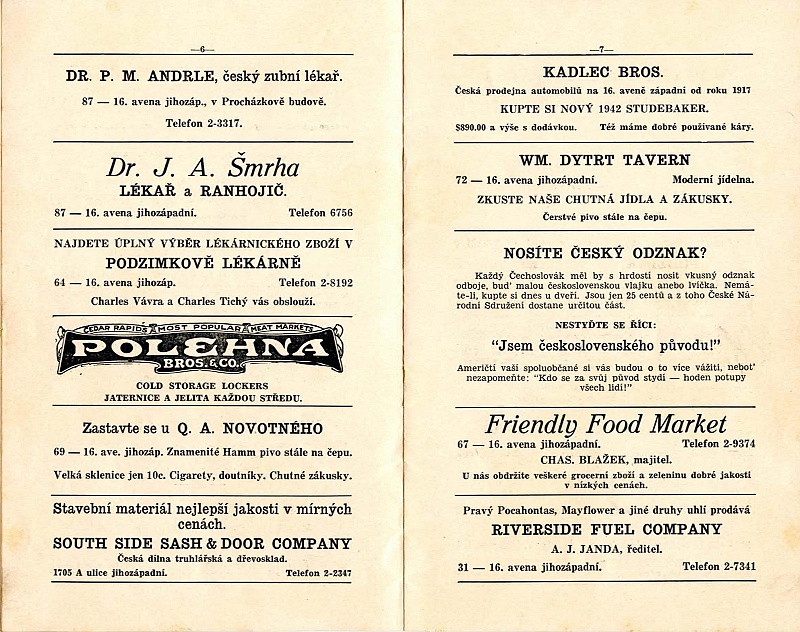 —6—
DR. P. M. ANDRLE, český zubní lékař.
87 — 16. avena jihozáp., v Procházkově budově.
Telefon 2-3317.
Dr. J. A. Šmrha
LÉKAŘ a RANHOJIČ.
87 — 16. avena jihozápadní. Telefon 6756
NAJDETE ÚPLNÝ VÝBĚR LÉKÁRNICKÉHO ZBOŽÍ V
PODZIMKOVĚ LÉKÁRNĚ
64 — 16. avena jihozáp. Telefon 2-8192
Charles Vávra a Charles Tichý vás obslouží.
CEDAR RAPIDS MOST POPULAR MEAT MARKETS
POLEHNA
BROS. & CO.
COLD STORAGE LOCKERS
JATERNICE A JELITA KAŽDOU STŘEDU.
Zastavte se u Q. A. NOVOTNÉHO
69 — 16. ave. jihozáp. Znamenité Hamm pivo stále na čepu.
Velká sklenice jen 10c. Cigarety, doutníky. Chutné zákusky.
Stavební materiál nejlepší jakosti v mírných
cenách.
SOUTH SIDE SASH & DOOR COMPANY
Česká dílna truhlářská a dřevosklad.
1705 A ulice jihozápadní. Telefon 2-2347
—7—
KADLEC BROS.
Česká prodejna automobilů na 16. aveně západní od roku 1917
KUPTE SI NOVÝ 1942 STUDEBAKER.
$890.00 a výše s dodávkou. Též máme dobré používané káry.
WM. DYTRT TAVERN
72 — 16. avena jihozápadní. Moderní jídelna.
ZKUSTE NAŠE CHUTNÁ JÍDLA A ZÁKUSKY.
Čerstvé pivo stále na čepu.
NOSÍTE ČESKÝ ODZNAK?
Každý Čechoslovák měl by s hrdostí nosit vkusný odznak
odboje, buď malou československou vlajku anebo lvíčka. Nemá-
te-li, kupte si dnes u dveří. Jsou jen 25 centů a z toho České Ná-
rodní Sdružení dostane určitou část.
NESTYĎTE SE ŘÍCI:
“Jsem československého původu!”
Američtí vaši spoluobčané si vás budou o to více vážiti, neboť
nezapomeňte: “Kdo se za svůj původ stydí — hoden potupy
všech lidí!”
Friendly Food Market
67 — 16. avena jihozápadní. Telefon 2-9374
CHAS. BLAŽEK, majitel.
U nás obdržíte veškeré grocerní zboží a zeleninu dobré jakosti
v nízkých cenách.
Pravý Pocahontas, Mayflower a jiné druhy uhlí prodává
RIVERSIDE FUEL COMPANY
A. J. JANDA, ředitel.
31 — 16. avena jihozápadní. Telefon 2-7341